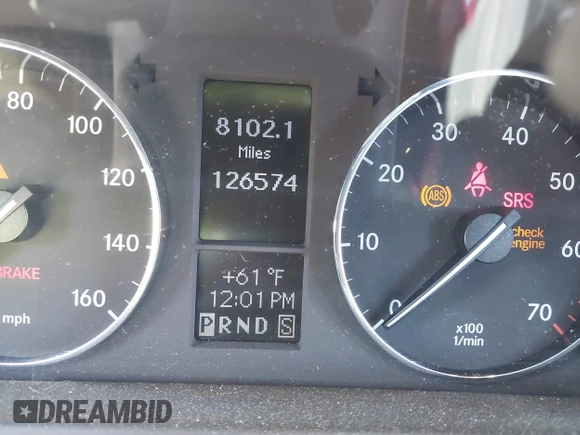 80
100
120
140
160
mph
BRAKE
8102.1
Miles
126574
+61 °F
12:01 PM
P R N D S
0
10
20
30
40
50
60
70
ABS
SRS
check
engine
x100
1/min
DREAMBID